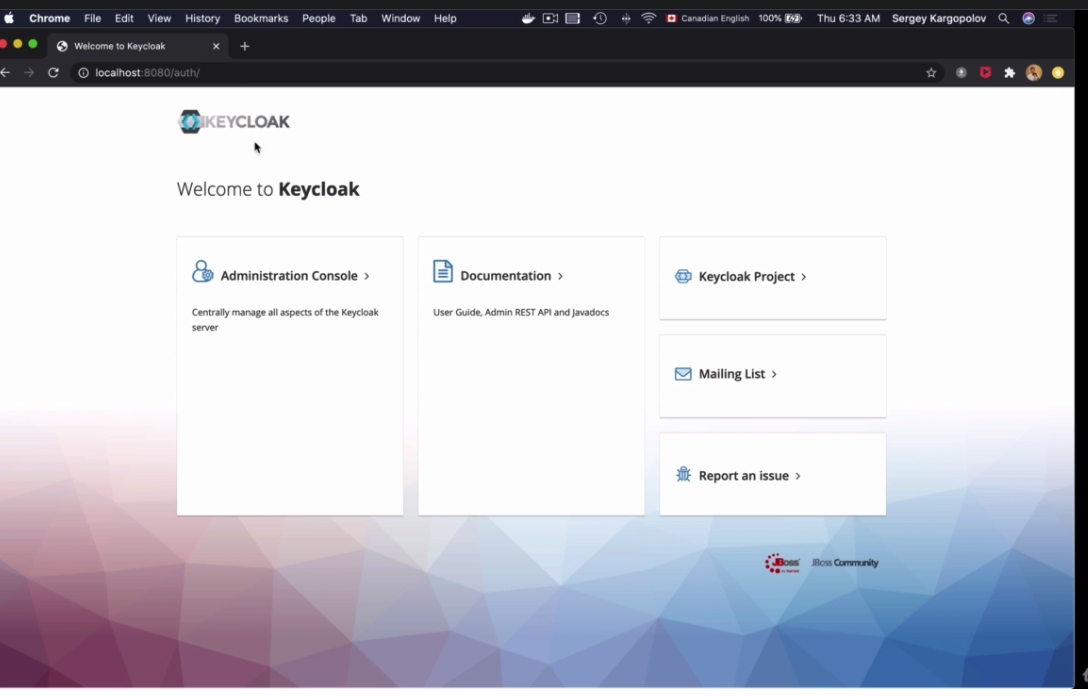 Chrome File Edit View History Bookmarks People Tab Window Help Canadian English 100% Thu 6:33 AM Sergey Kargopolov
Welcome to Keycloak
localhost:8080/auth/
KEYCLOAK
Welcome to Keycloak
Administration Console
Centrally manage all aspects of the Keycloak
server
Documentation
User Guide, Admin REST API and Javadocs
Keycloak Project
Mailing List
Report an issue
JBoss JBoss Community